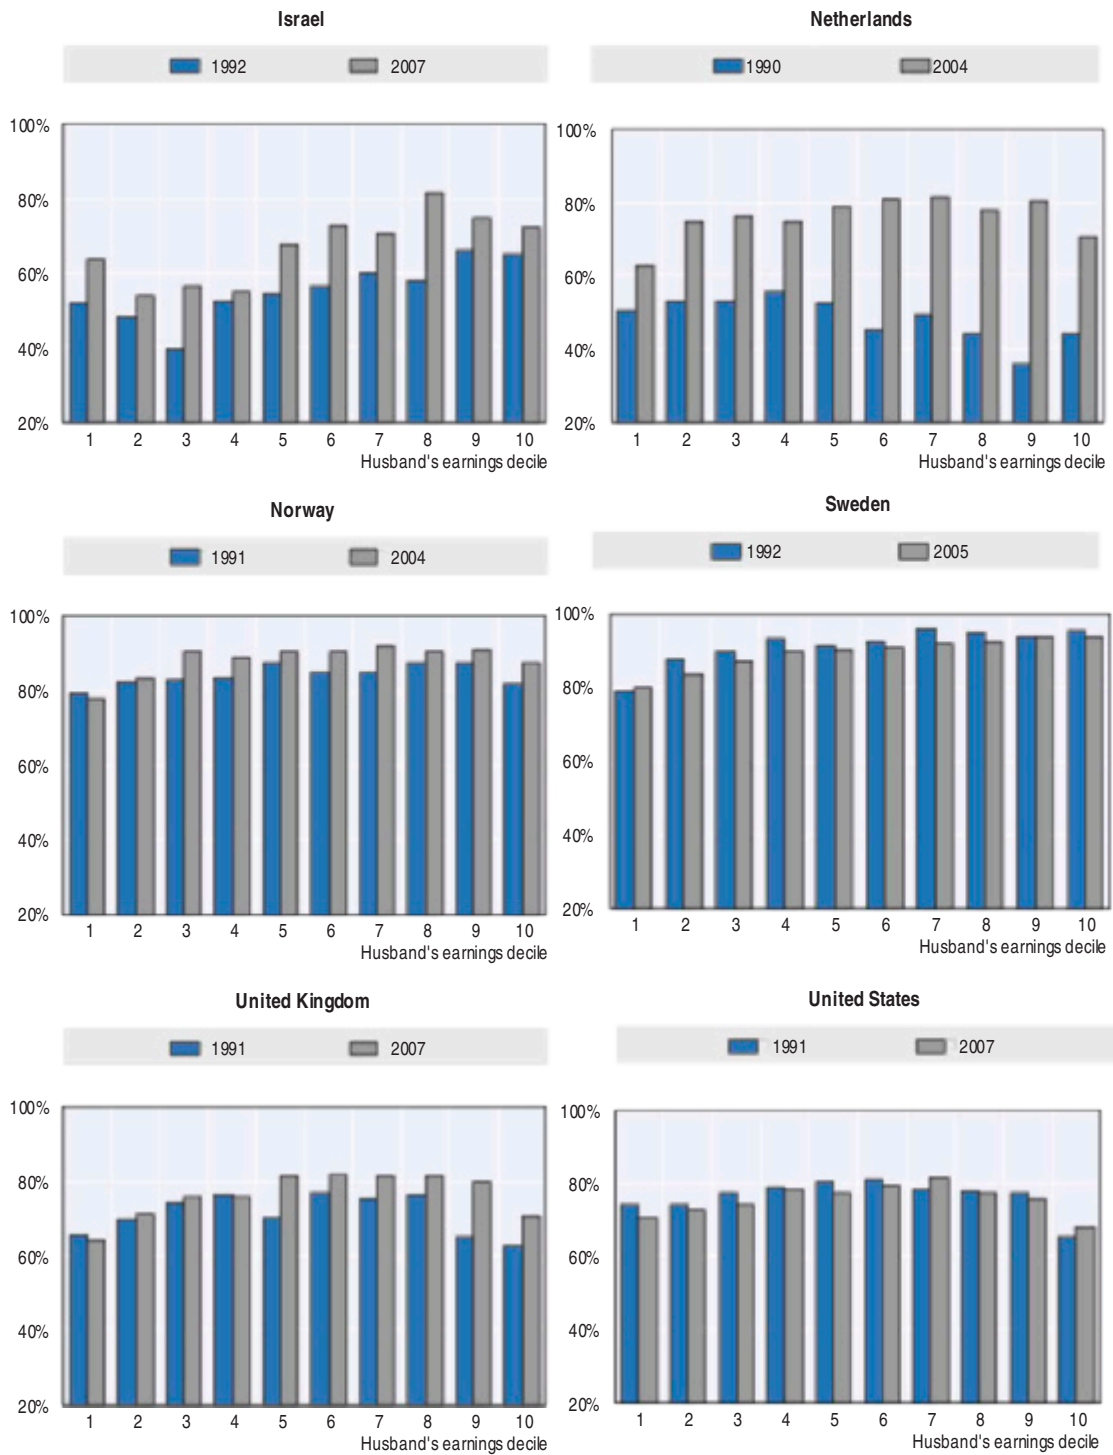 Israel
1992 2007
100%
80%
60%
40%
20%
1 2 3 4 5 6 7 8 9 10
Husband's earnings decile
Netherlands
1990 2004
100%
80%
60%
40%
20%
1 2 3 4 5 6 7 8 9 10
Husband's earnings decile
Norway
1991 2004
100%
80%
60%
40%
20%
1 2 3 4 5 6 7 8 9 10
Husband's earnings decile
Sweden
1992 2005
100%
80%
60%
40%
20%
1 2 3 4 5 6 7 8 9 10
Husband's earnings decile
United Kingdom
1991 2007
100%
80%
60%
40%
20%
1 2 3 4 5 6 7 8 9 10
Husband's earnings decile
United States
1991 2007
100%
80%
60%
40%
20%
1 2 3 4 5 6 7 8 9 10
Husband's earnings decile